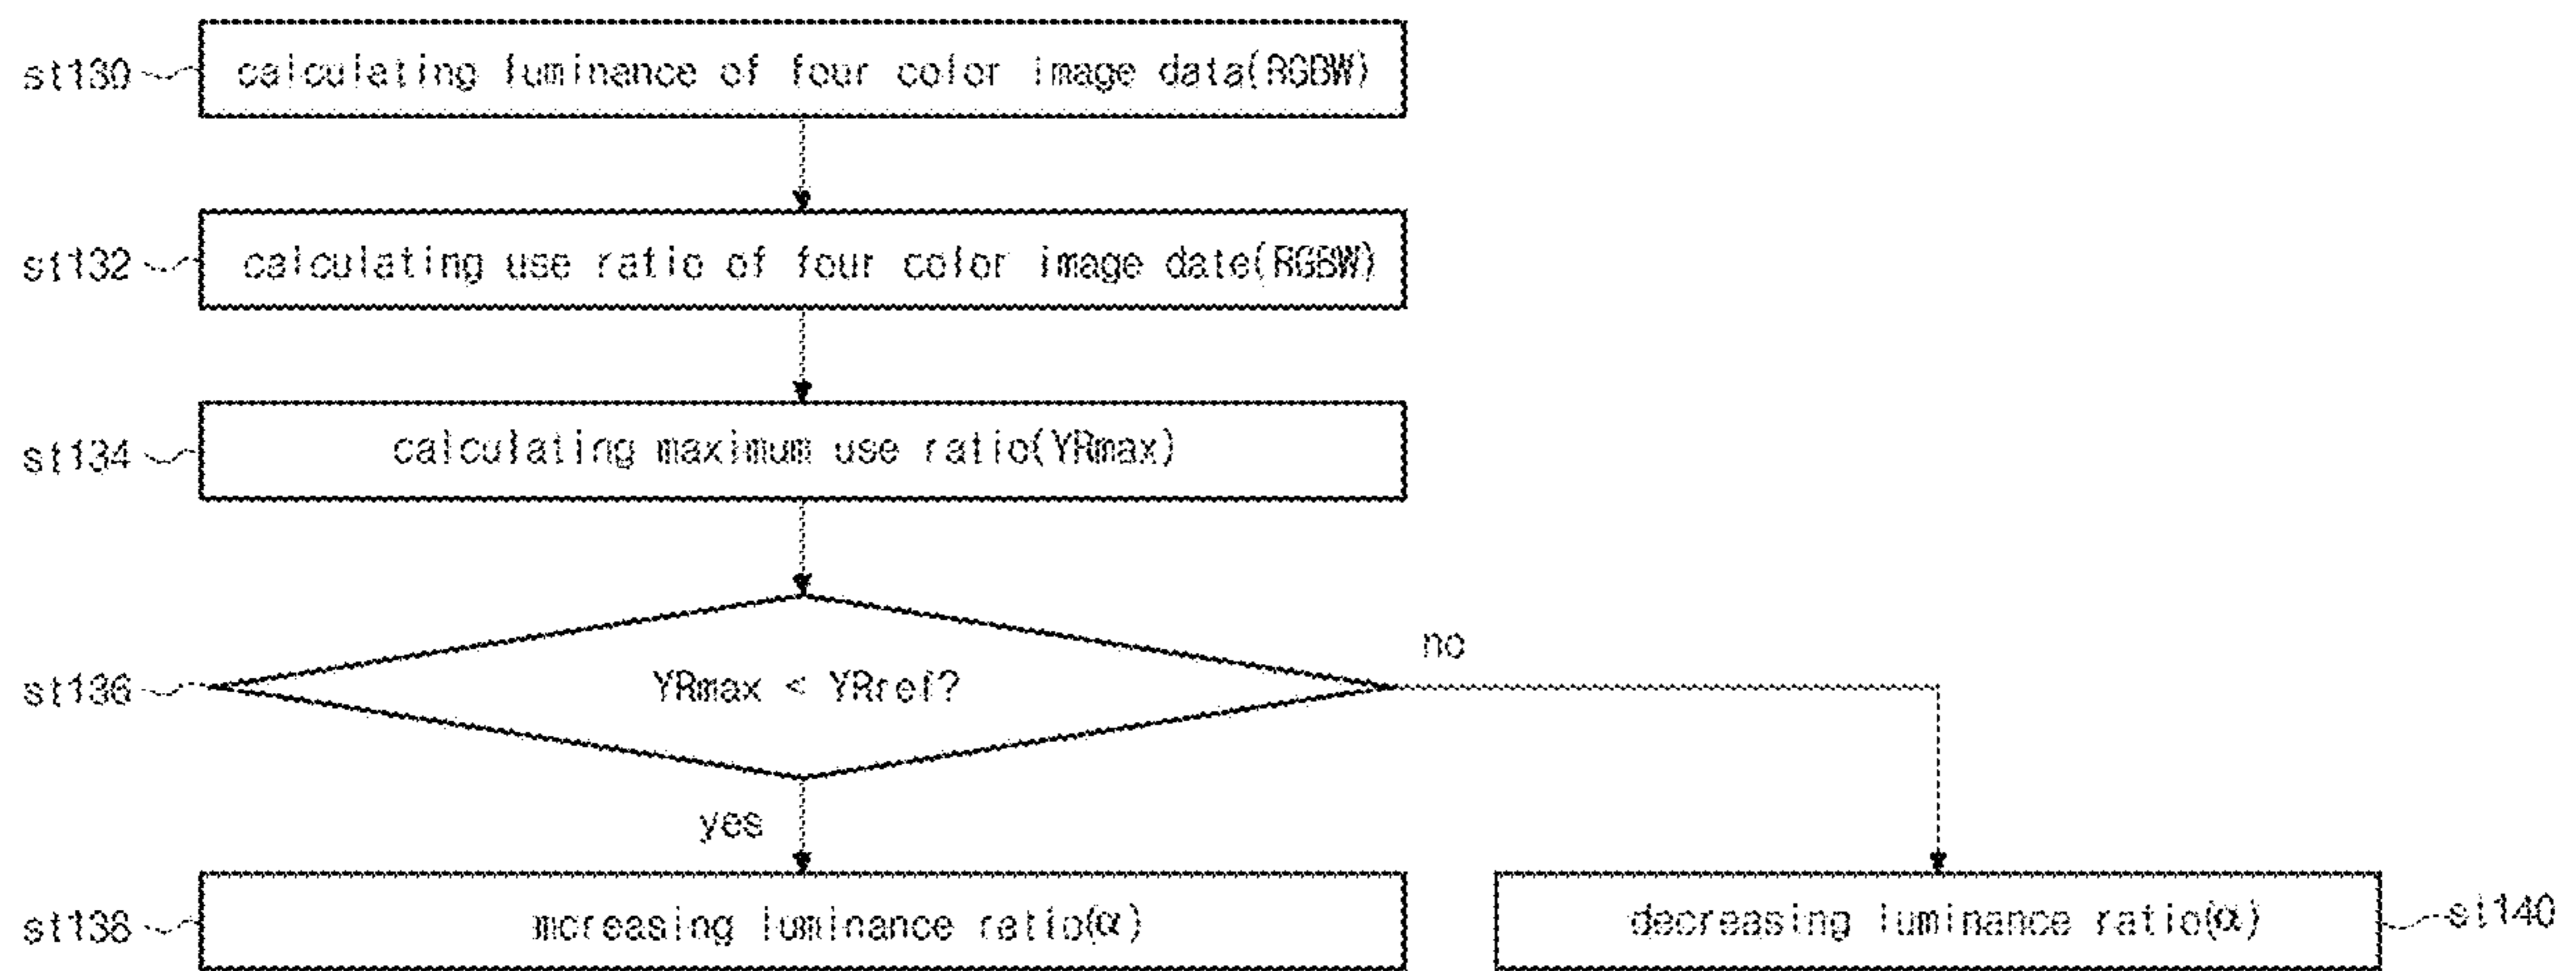 st130 calculating luminance of four color image data(RGBW)
st132 calculating use ratio of four color image date(RGBW)
st134 calculating maximum use ratio(YRmax)
st136 YRmax < YRref?
no
yes
st138 increasing luminance ratio(α)
decreasing luminance ratio(α) st140